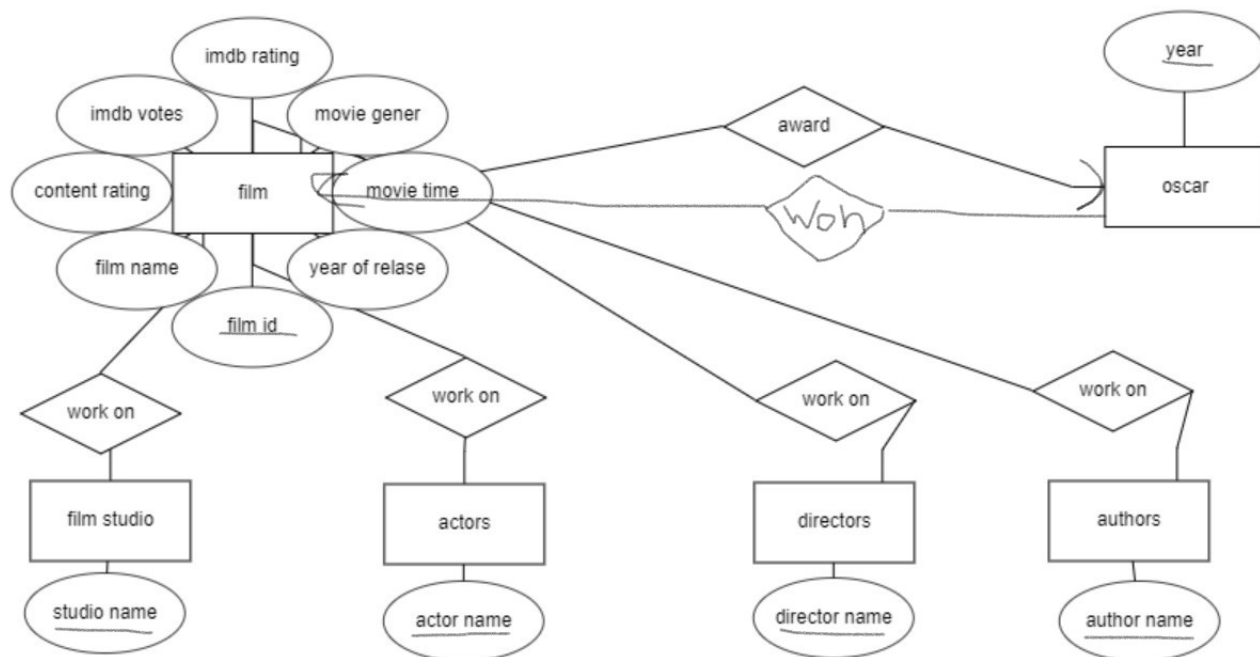 imdb rating
year
imdb votes
movie gener
award
content rating
film
movie time
oscar
Won
film name
year of relase
film id
work on
work on
work on
work on
film studio
actors
directors
authors
studio name
actor name
director name
author name